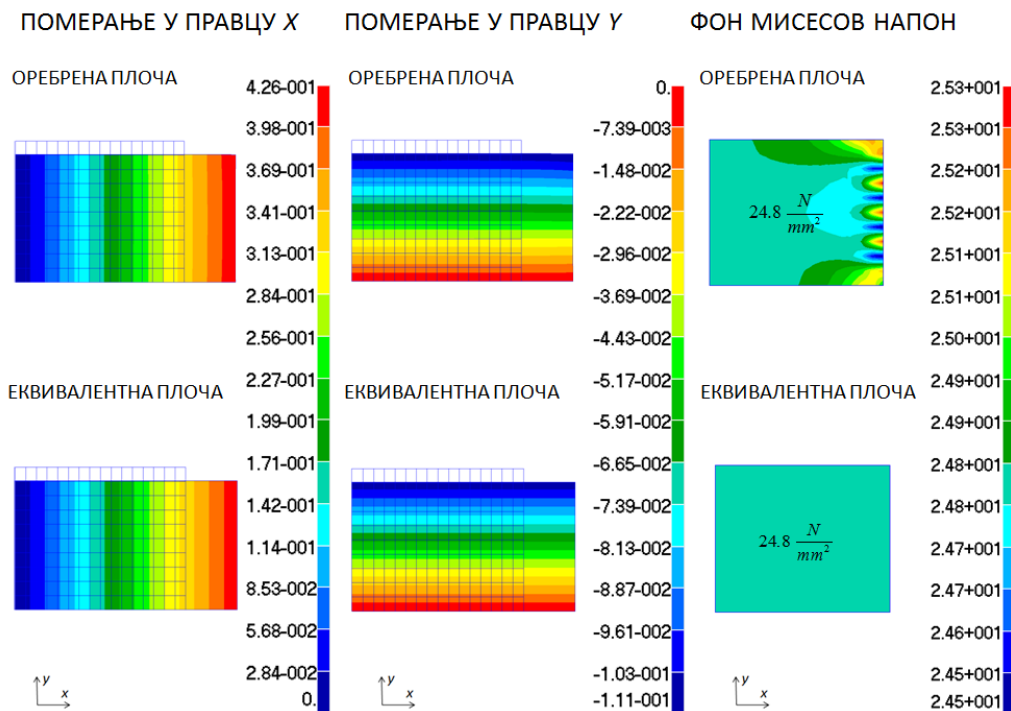 ПОМЕРАЊЕ У ПРАВЦУ X
ПОМЕРАЊЕ У ПРАВЦУ Y
ФОН МИСЕСОВ НАПОН
ОРЕБРЕНА ПЛОЧА
ОРЕБРЕНА ПЛОЧА
ОРЕБРЕНА ПЛОЧА
4.26-001
3.98-001
3.69-001
3.41-001
3.13-001
2.84-001
2.56-001
2.27-001
1.99-001
1.71-001
1.42-001
1.14-001
8.53-002
5.68-002
2.84-002
0.
0.
-7.39-003
-1.48-002
-2.22-002
-2.96-002
-3.69-002
-4.43-002
-5.17-002
-5.91-002
-6.65-002
-7.39-002
-8.13-002
-8.87-002
-9.61-002
-1.03-001
-1.11-001
2.53+001
2.53+001
2.52+001
2.52+001
2.51+001
2.51+001
2.50+001
2.49+001
2.49+001
2.48+001
2.48+001
2.47+001
2.47+001
2.46+001
2.45+001
2.45+001
24.8 N/mm²
ЕКВИВАЛЕНТНА ПЛОЧА
ЕКВИВАЛЕНТНА ПЛОЧА
ЕКВИВАЛЕНТНА ПЛОЧА
24.8 N/mm²
y
x
y
x
y
x